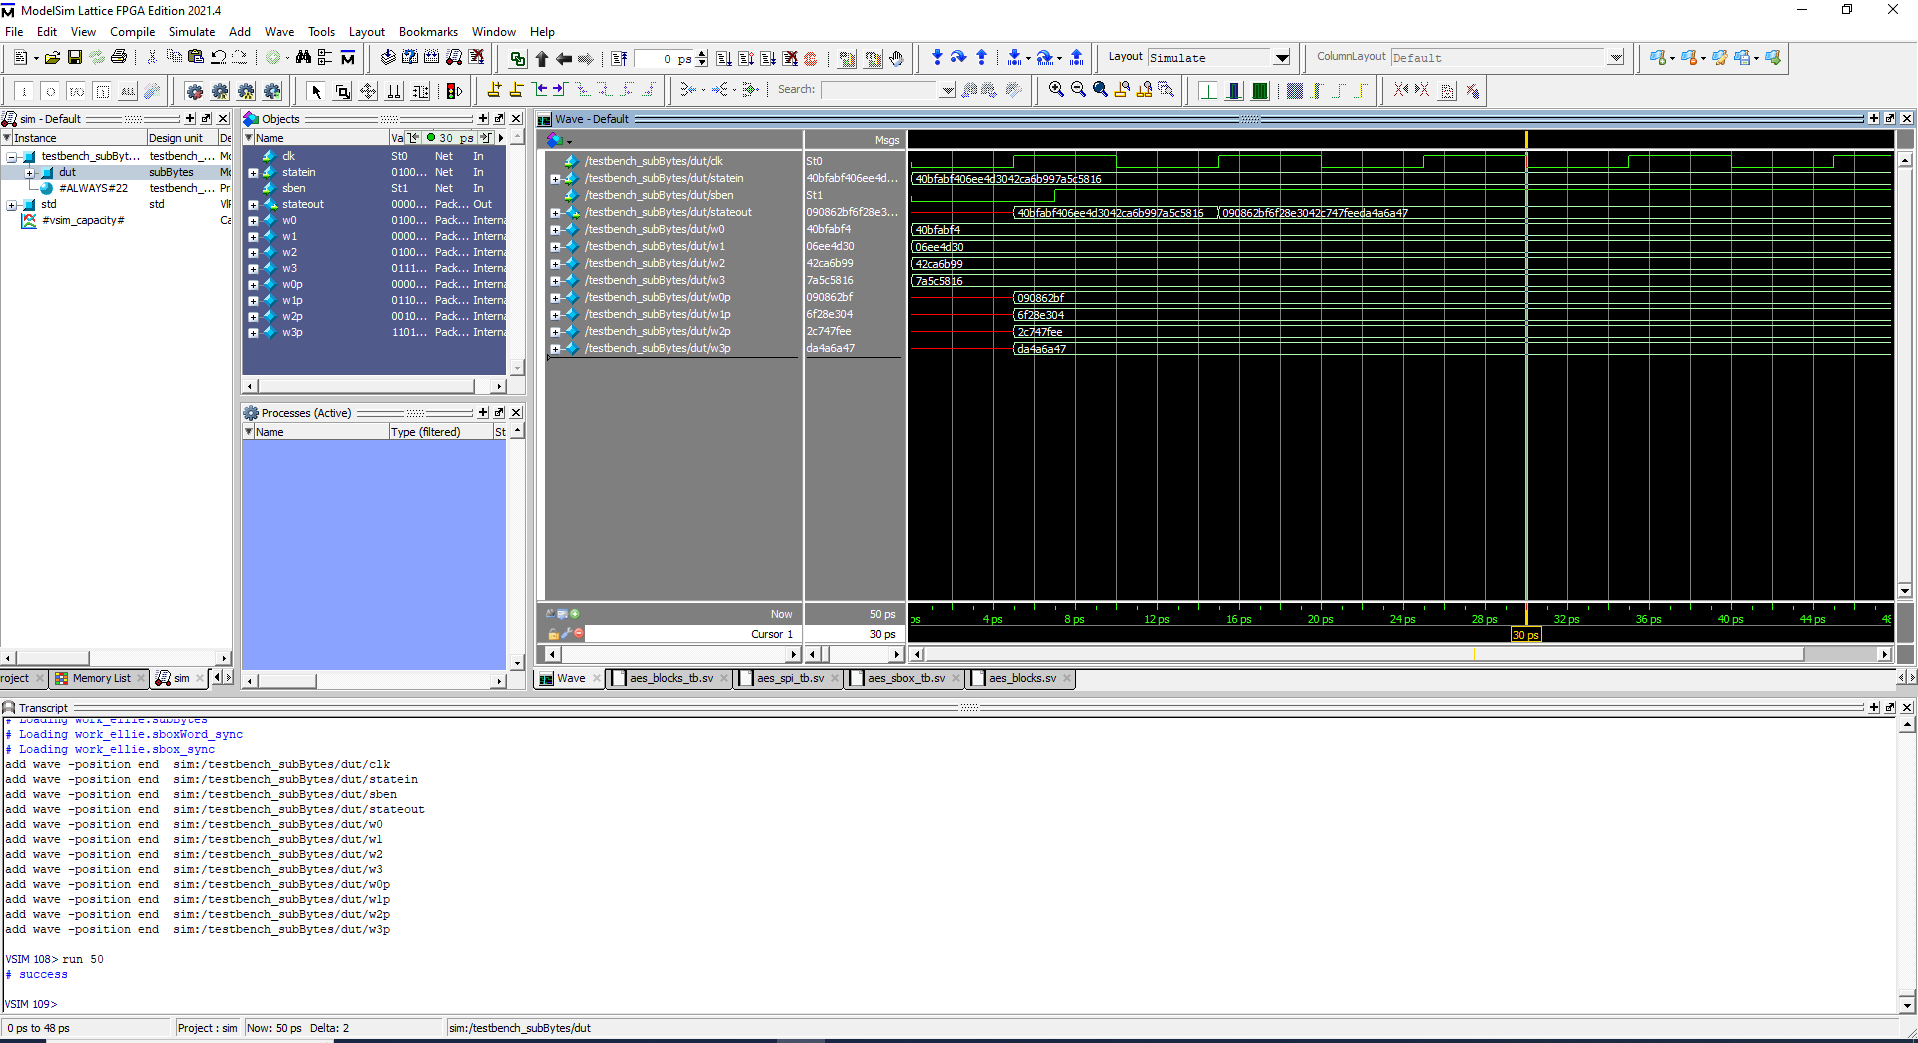 ModelSim Lattice FPGA Edition 2021.4
File Edit View Compile Simulate Add Wave Tools Layout Bookmarks Window Help
0 ps
Layout Simulate
ColumnLayout Default
Search:
sim - Default
Instance Design unit
testbench_subByt... testbench_...
dut subBytes
#ALWAYS#22 testbench_...
std std
#vsim_capacity#
Objects
Name 30 ps
clk St0 Net In
statein 0100... Net In
sben St1 Net In
stateout 0000... Pack... Out
w0 0100... Pack... Interna
w1 0000... Pack... Interna
w2 0100... Pack... Interna
w3 0111... Pack... Interna
w0p 0000... Pack... Interna
w1p 0110... Pack... Interna
w2p 0010... Pack... Interna
w3p 1101... Pack... Interna
Processes (Active)
Name Type (filtered) St
Wave - Default
Msgs
/testbench_subBytes/dut/clk St0
/testbench_subBytes/dut/statein 40bfabf406ee4d... 40bfabf406ee4d3042ca6b997a5c5816
/testbench_subBytes/dut/sben St1
/testbench_subBytes/dut/stateout 090862bf6f28e3... 40bfabf406ee4d3042ca6b997a5c5816 090862bf6f28e3042c747feeda4a6a47
/testbench_subBytes/dut/w0 40bfabf4 40bfabf4
/testbench_subBytes/dut/w1 06ee4d30 06ee4d30
/testbench_subBytes/dut/w2 42ca6b99 42ca6b99
/testbench_subBytes/dut/w3 7a5c5816 7a5c5816
/testbench_subBytes/dut/w0p 090862bf 090862bf
/testbench_subBytes/dut/w1p 6f28e304 6f28e304
/testbench_subBytes/dut/w2p 2c747fee 2c747fee
/testbench_subBytes/dut/w3p da4a6a47 da4a6a47
Now 50 ps
ps 4 ps 8 ps 12 ps 16 ps 20 ps 24 ps 28 ps 32 ps 36 ps 40 ps 44 ps 48
Cursor 1 30 ps 30 ps
roject Memory List sim
Wave aes_blocks_tb.sv aes_spi_tb.sv aes_sbox_tb.sv aes_blocks.sv
Transcript
# Loading work_ellie.subBytes
# Loading work_ellie.sboxWord_sync
# Loading work_ellie.sbox_sync
add wave -position end sim:/testbench_subBytes/dut/clk
add wave -position end sim:/testbench_subBytes/dut/statein
add wave -position end sim:/testbench_subBytes/dut/sben
add wave -position end sim:/testbench_subBytes/dut/stateout
add wave -position end sim:/testbench_subBytes/dut/w0
add wave -position end sim:/testbench_subBytes/dut/w1
add wave -position end sim:/testbench_subBytes/dut/w2
add wave -position end sim:/testbench_subBytes/dut/w3
add wave -position end sim:/testbench_subBytes/dut/w0p
add wave -position end sim:/testbench_subBytes/dut/w1p
add wave -position end sim:/testbench_subBytes/dut/w2p
add wave -position end sim:/testbench_subBytes/dut/w3p
VSIM 108> run 50
# success
VSIM 109>
0 ps to 48 ps Project : sim Now: 50 ps Delta: 2 sim:/testbench_subBytes/dut